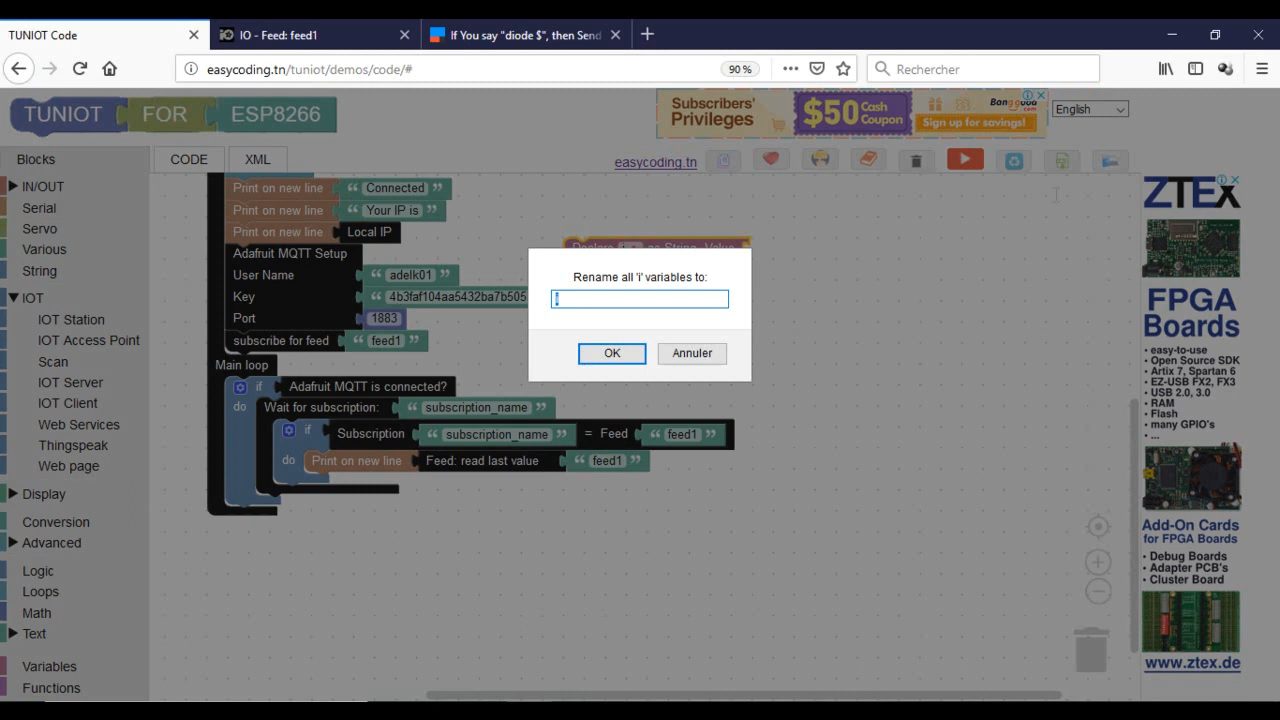 TUNIOT Code
IO - Feed: feed1
If You say "diode $", then Send
easycoding.tn/tuniot/demos/code/#
90 %
Rechercher
TUNIOT FOR ESP8266
Subscribers' Privileges
$50 Cash Coupon
Sign up for savings!
English
Blocks
CODE
XML
easycoding.tn
IN/OUT
Serial
Servo
Various
String
IOT
IOT Station
IOT Access Point
Scan
IOT Server
IOT Client
Web Services
Thingspeak
Web page
Display
Conversion
Advanced
Logic
Loops
Math
Text
Variables
Functions
Print on new line “ Connected ”
Print on new line “ Your IP is ”
Print on new line Local IP
Adafruit MQTT Setup
User Name “ adelk01 ”
Key “ 4b3faf104aa5432ba7b505
Port 1883
subscribe for feed “ feed1 ”
Main loop
if Adafruit MQTT is connected?
do Wait for subscription: “ subscription_name ”
if Subscription “ subscription_name ” = Feed “ feed1 ”
do Print on new line Feed: read last value “ feed1 ”
Declare as String Value
Rename all 'i' variables to:
i
OK
Annuler
ZTEX
FPGA
Boards
• easy-to-use
• Open Source SDK
• Artix 7, Spartan 6
• EZ-USB FX2, FX3
• USB 2.0, 3.0
• RAM
• Flash
• many GPIO's
• ...
Add-On Cards
for FPGA Boards
• Debug Boards
• Adapter PCB's
• Cluster Board
www.ztex.de